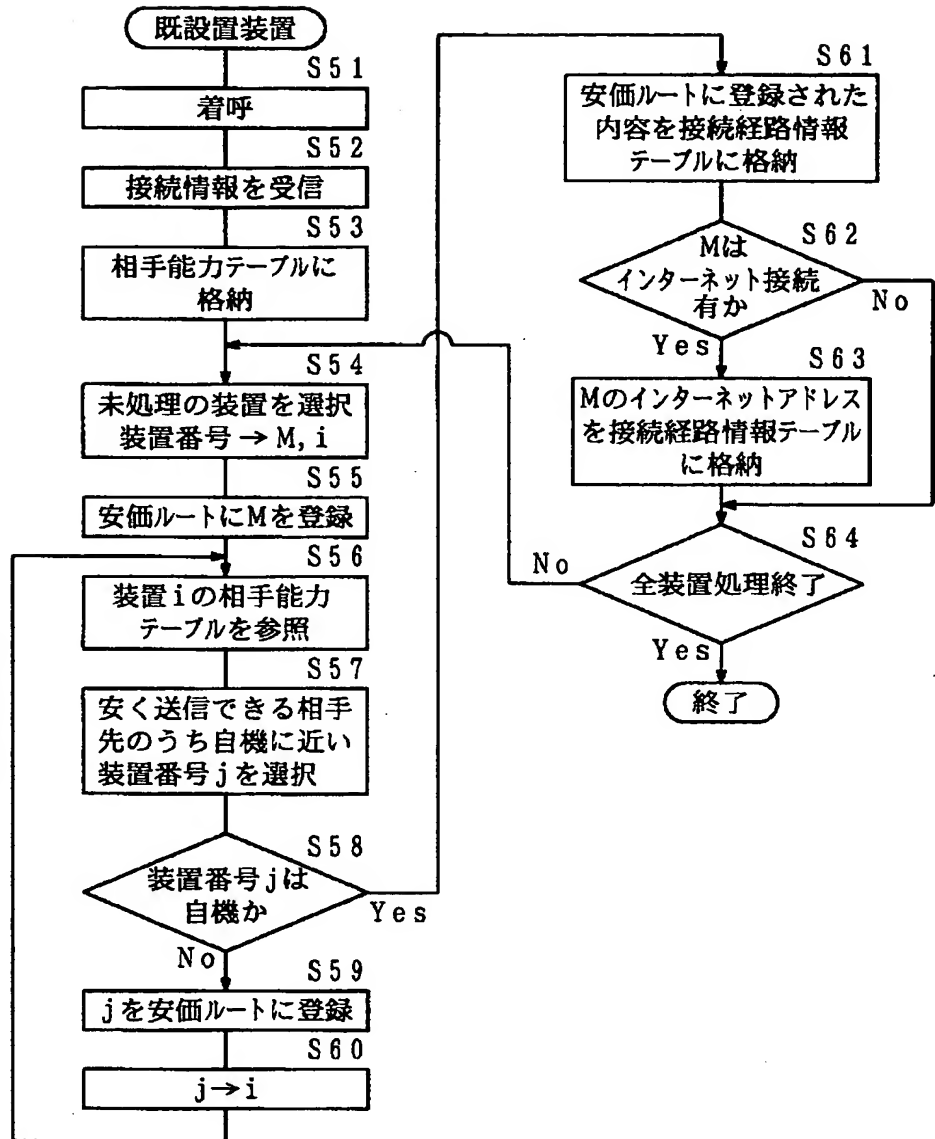 既設置装置
S51
着呼
S52
接続情報を受信
S53
相手能力テーブルに
格納
S54
未処理の装置を選択
装置番号→M,i
S55
安価ルートにMを登録
S56
装置iの相手能力
テーブルを参照
S57
安く送信できる相手
先のうち自機に近い
装置番号jを選択
S58
装置番号jは
自機か
Yes
No
S59
jを安価ルートに登録
S60
j→i
S61
安価ルートに登録された
内容を接続経路情報
テーブルに格納
S62
Mは
インターネット接続
有か
No
Yes
S63
Mのインターネットアドレス
を接続経路情報テーブル
に格納
S64
No
全装置処理終了
Yes
終了